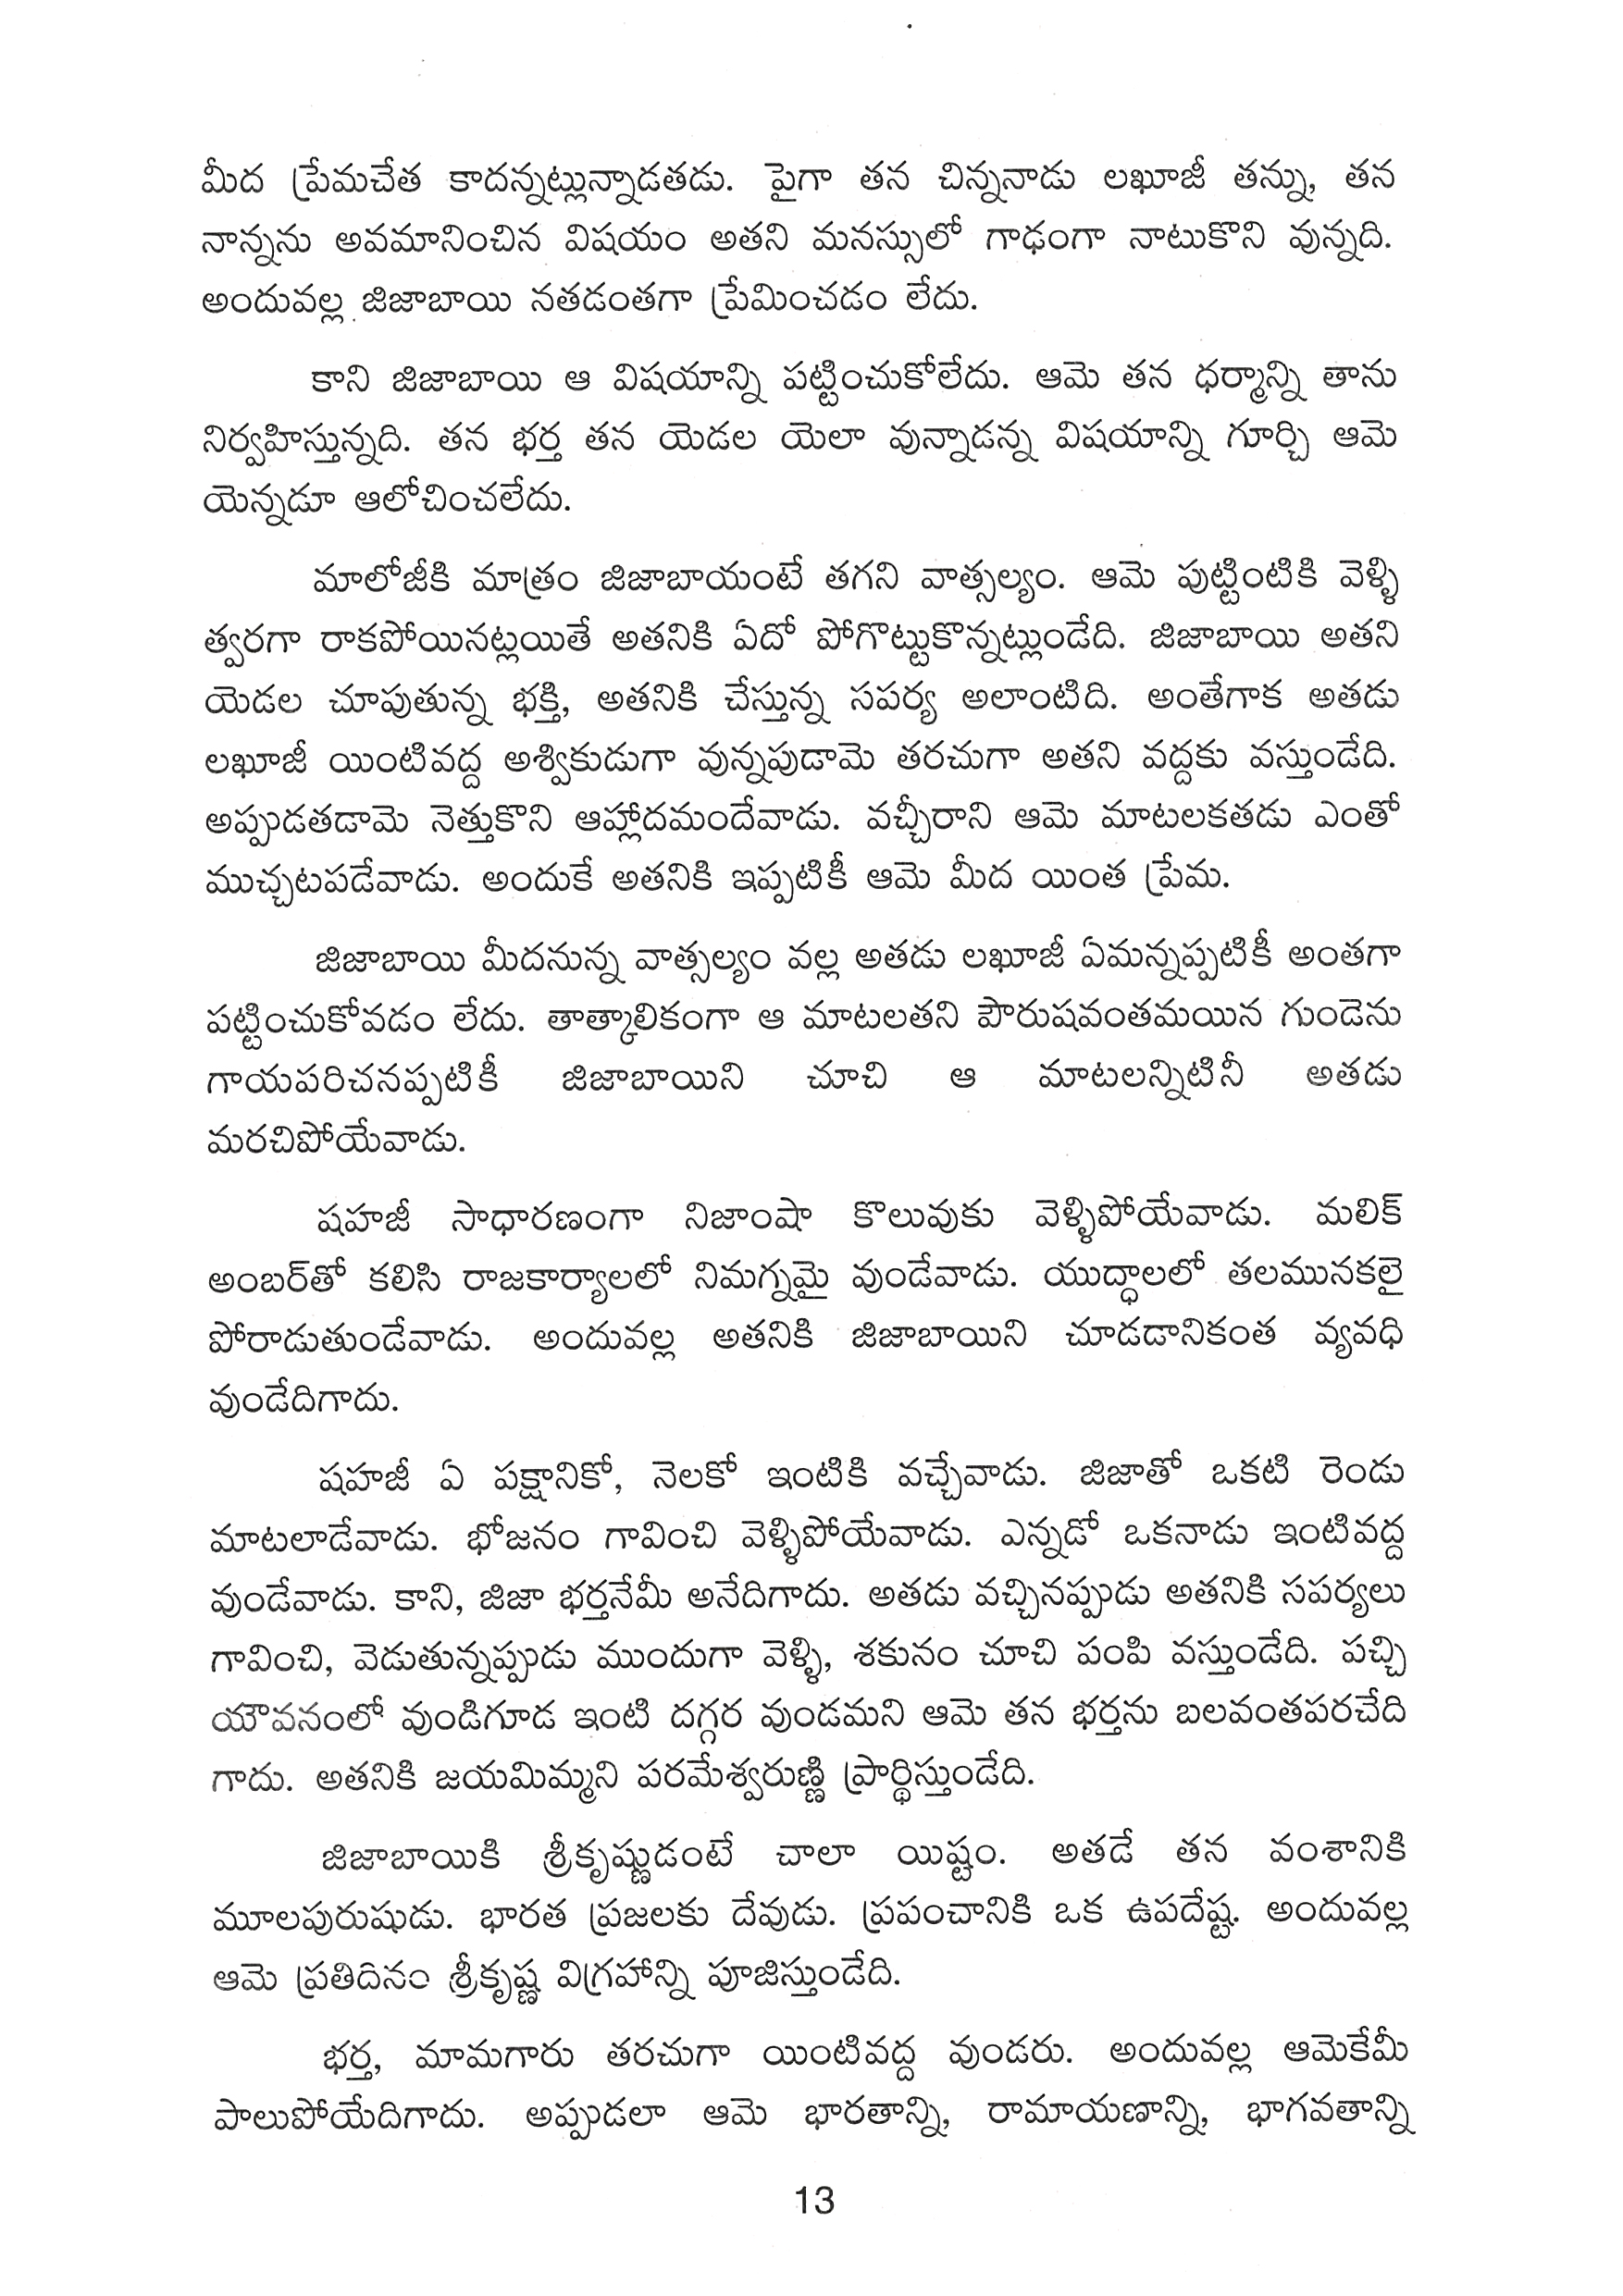 మీద ప్రేమచేత కాదన్నట్లున్నాడతడు. పైగా తన చిన్ననాడు లఖూజీ తన్ను, తన
నాన్నను అవమానించిన విషయం అతని మనస్సులో గాఢంగా నాటుకొని వున్నది.
అందువల్ల జిజాబాయి నతడంతగా ప్రేమించడం లేదు.
కాని జిజాబాయి ఆ విషయాన్ని పట్టించుకోలేదు. ఆమె తన ధర్మాన్ని తాను
నిర్వహిస్తున్నది. తన భర్త తన యెడల యెలా వున్నాడన్న విషయాన్ని గూర్చి ఆమె
యెన్నడూ ఆలోచించలేదు.
మాలోజీకి మాత్రం జిజాబాయంటే తగని వాత్సల్యం. ఆమె పుట్టింటికి వెళ్ళి
త్వరగా రాకపోయినట్లయితే అతనికి ఏదో పోగొట్టుకొన్నట్లుండేది. జిజాబాయి అతని
యెడల చూపుతున్న భక్తి, అతనికి చేస్తున్న సపర్య అలాంటిది. అంతేగాక అతడు
లఖూజీ యింటివద్ద అశ్వికుడుగా వున్నపుడామె తరచుగా అతని వద్దకు వస్తుండేది.
అప్పుడతడామె నెత్తుకొని ఆహ్లాదమందేవాడు. వచ్చీరాని ఆమె మాటలకతడు ఎంతో
ముచ్చటపడేవాడు. అందుకే అతనికి ఇప్పటికీ ఆమె మీద యింత ప్రేమ.
జిజాబాయి మీదనున్న వాత్సల్యం వల్ల అతడు లఖూజీ ఏమన్నప్పటికీ అంతగా
పట్టించుకోవడం లేదు. తాత్కాలికంగా ఆ మాటలతని పౌరుషవంతమయిన గుండెను
గాయపరిచనప్పటికీ జిజాబాయిని చూచి ఆ మాటలన్నిటినీ అతడు
మరచిపోయేవాడు.
షహజీ సాధారణంగా నిజాంషా కొలువుకు వెళ్ళిపోయేవాడు. మలిక్
అంబర్‌తో కలిసి రాజకార్యాలలో నిమగ్నమై వుండేవాడు. యుద్ధాలలో తలమునకలై
పోరాడుతుండేవాడు. అందువల్ల అతనికి జిజాబాయిని చూడడానికంత వ్యవధి
వుండేదిగాదు.
షహజీ ఏ పక్షానికో, నెలకో ఇంటికి వచ్చేవాడు. జిజాతో ఒకటి రెండు
మాటలాడేవాడు. భోజనం గావించి వెళ్ళిపోయేవాడు. ఎన్నడో ఒకనాడు ఇంటివద్ద
వుండేవాడు. కాని, జిజా భర్తనేమీ అనేదిగాదు. అతడు వచ్చినప్పుడు అతనికి సపర్యలు
గావించి, వెడుతున్నప్పుడు ముందుగా వెళ్ళి, శకునం చూచి పంపి వస్తుండేది. పచ్చి
యౌవనంలో వుండిగూడ ఇంటి దగ్గర వుండమని ఆమె తన భర్తను బలవంతపరచేది
గాదు. అతనికి జయమిమ్మని పరమేశ్వరుణ్ణి ప్రార్థిస్తుండేది.
జిజాబాయికి శ్రీకృష్ణుడంటే చాలా యిష్టం. అతడే తన వంశానికి
మూలపురుషుడు. భారత ప్రజలకు దేవుడు. ప్రపంచానికి ఒక ఉపదేష్ట. అందువల్ల
ఆమె ప్రతిదినం శ్రీకృష్ణ విగ్రహాన్ని పూజిస్తుండేది.
భర్త, మామగారు తరచుగా యింటివద్ద వుండరు. అందువల్ల ఆమెకేమీ
పాలుపోయేదిగాదు. అప్పుడలా ఆమె భారతాన్ని, రామాయణాన్ని, భాగవతాన్ని
13